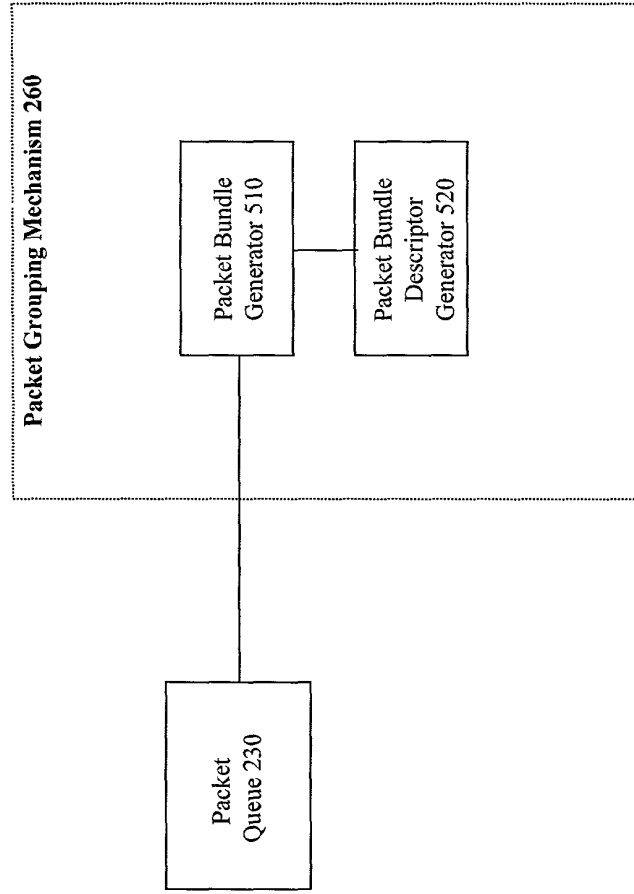 Packet Grouping Mechanism 260
Packet Bundle
Generator 510
Packet Bundle
Descriptor
Generator 520
Packet
Queue 230